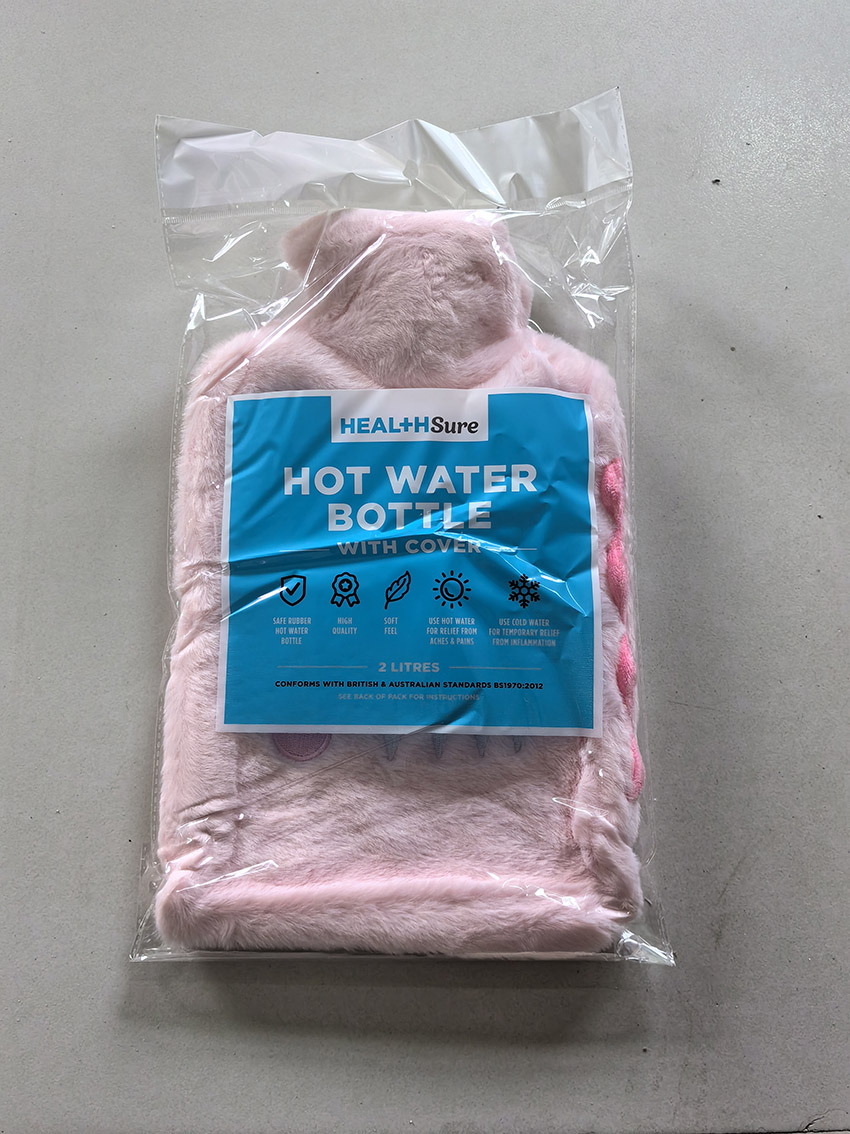 HEALTHSure
HOT WATER
BOTTLE
WITH COVER
SAFE RUBBER
HOT WATER
BOTTLE
HIGH
QUALITY
SOFT
FEEL
USE HOT WATER
FOR RELIEF FROM
ACHES & PAINS
USE COLD WATER
FOR TEMPORARY RELIEF
FROM INFLAMMATION
2 LITRES
CONFORMS WITH BRITISH & AUSTRALIAN STANDARDS BS1970:2012
SEE BACK OF PACK FOR INSTRUCTIONS